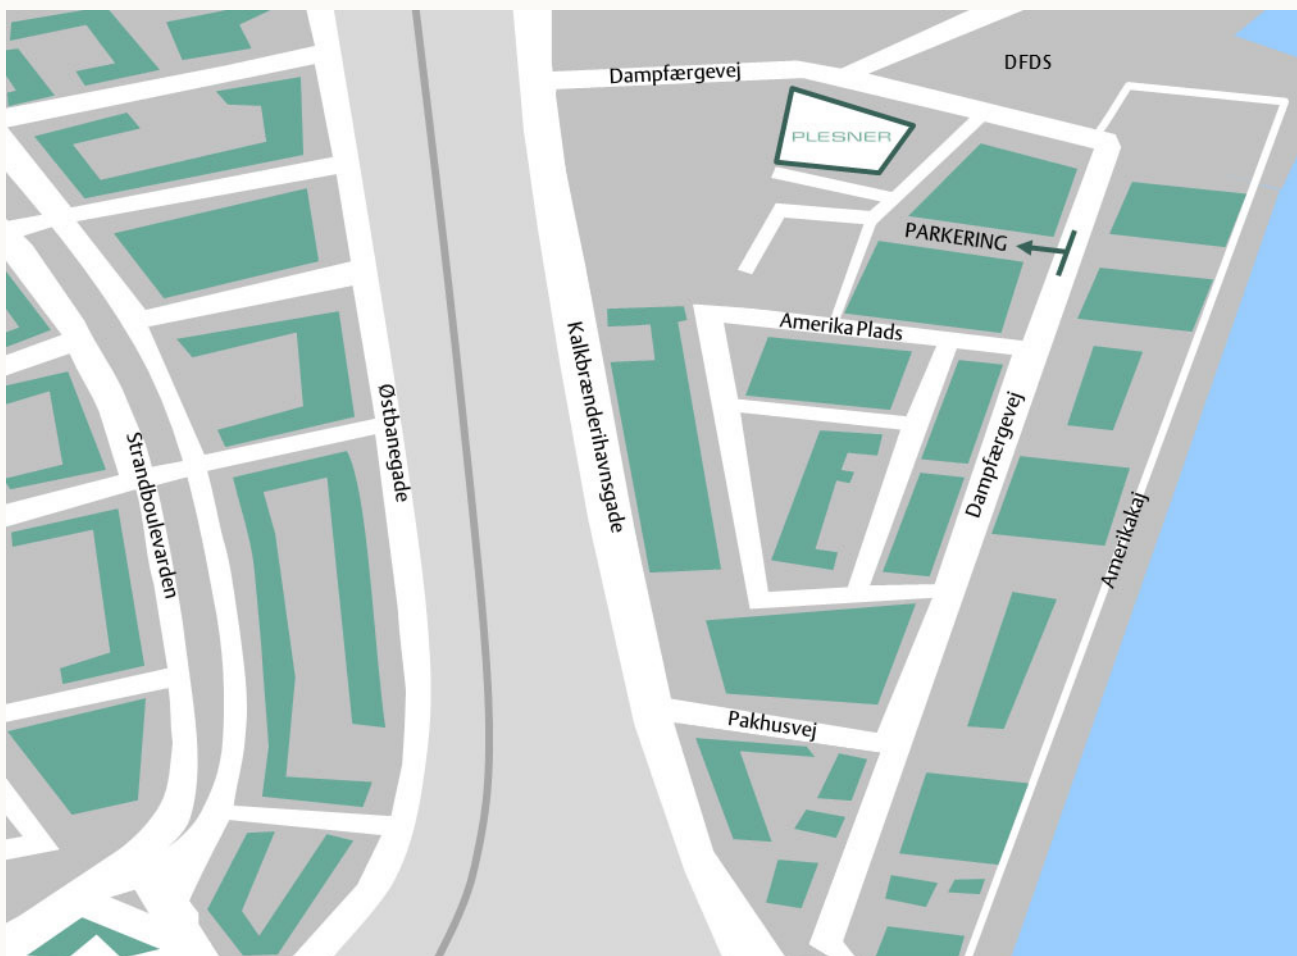 DFDS
Dampfærgevej
PLESNER
PARKERING
Amerika Plads
Kalkbrænderihavnsgade
Østbanegade
Strandboulevarden
Dampfærgevej
Amerikakaj
Pakhusvej